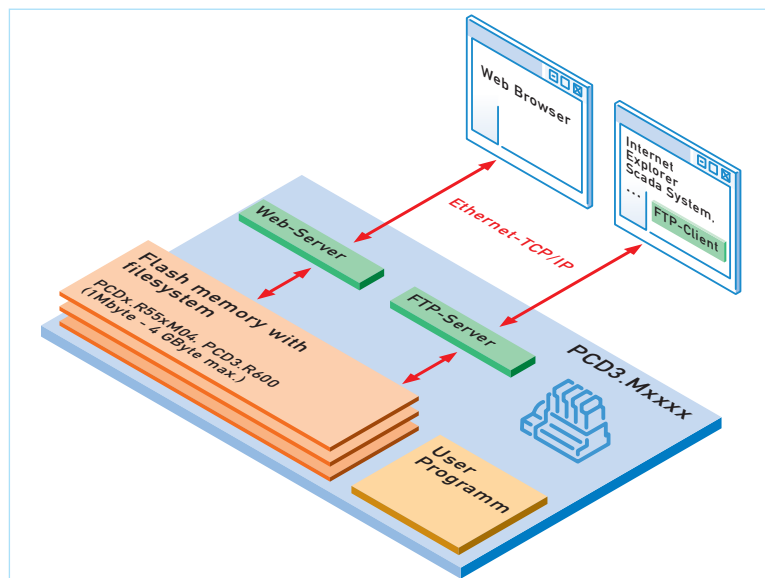 Web Browser
Internet
Explorer
Scada System,
...
FTP-Client
Ethernet-TCP/IP
Web-Server
FTP-Server
Flash memory with
filesystem
PCDx.R55xM04, PCD3.R600
(1Mbyte – 4 GByte max.)
PCD3.Mxxxx
User
Programm